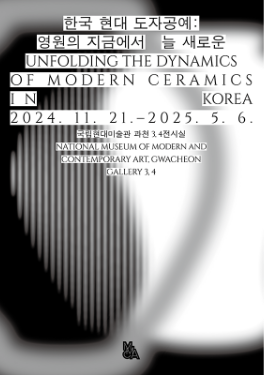 한국 현대 도자공예:
영원의 지금에서 늘 새로운
UNFOLDING THE DYNAMICS
OF MODERN CERAMICS
IN KOREA
2024. 11. 21.–2025. 5. 6.
국립현대미술관 과천 3, 4전시실
NATIONAL MUSEUM OF MODERN AND
CONTEMPORARY ART, GWACHEON
GALLERY 3, 4